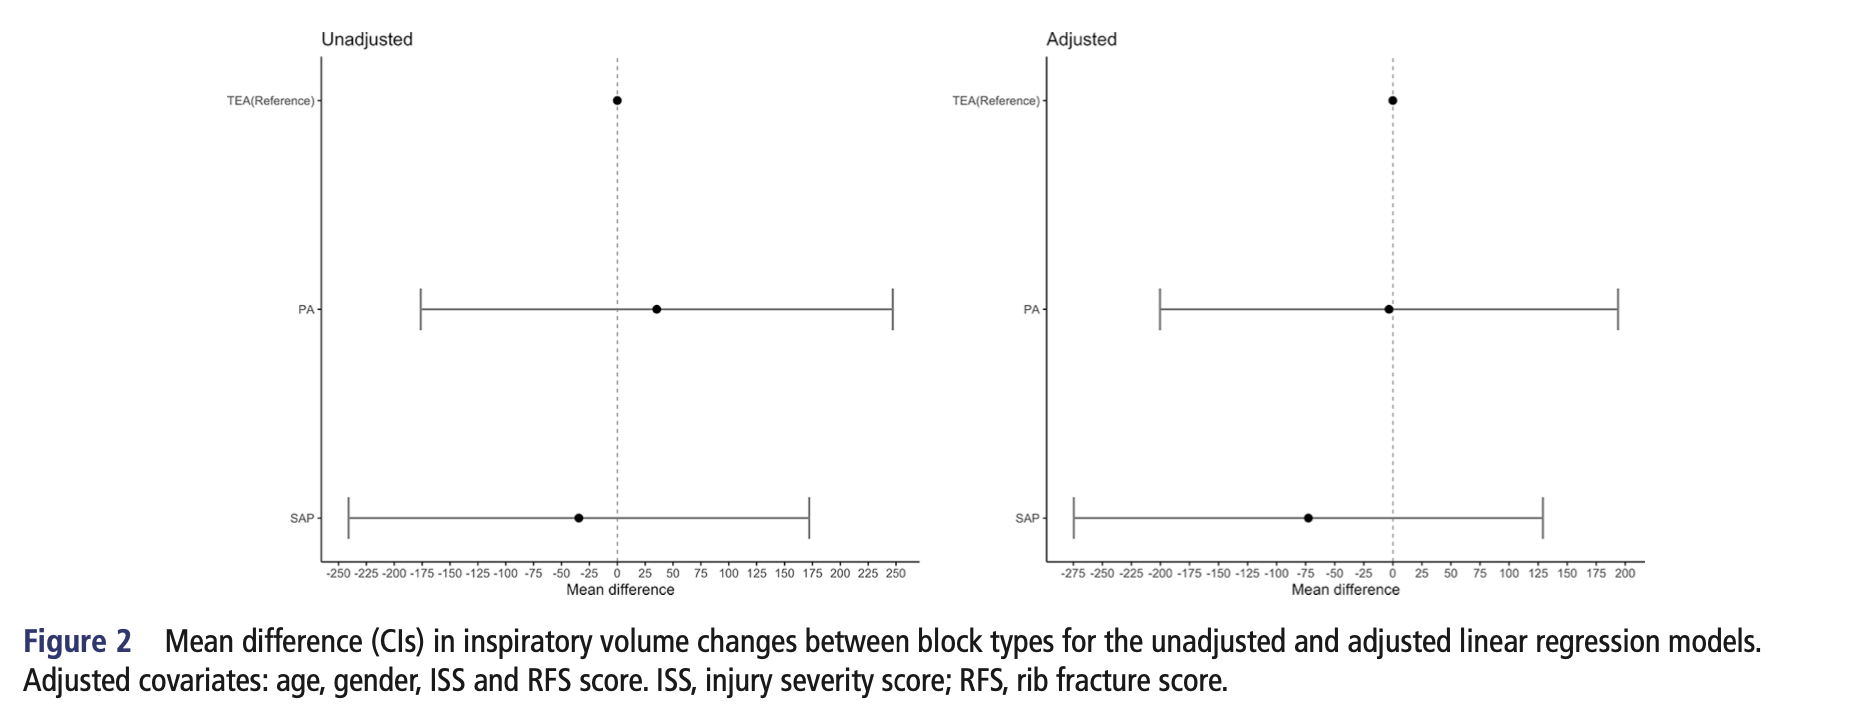 Unadjusted
TEA(Reference)
PA
SAP
-250 -225 -200 -175 -150 -125 -100 -75 -50 -25 0 25 50 75 100 125 150 175 200 225 250
Mean difference
Adjusted
TEA(Reference)
PA
SAP
-275 -250 -225 -200 -175 -150 -125 -100 -75 -50 -25 0 25 50 75 100 125 150 175 200
Mean difference
Figure 2 Mean difference (CIs) in inspiratory volume changes between block types for the unadjusted and adjusted linear regression models.
Adjusted covariates: age, gender, ISS and RFS score. ISS, injury severity score; RFS, rib fracture score.